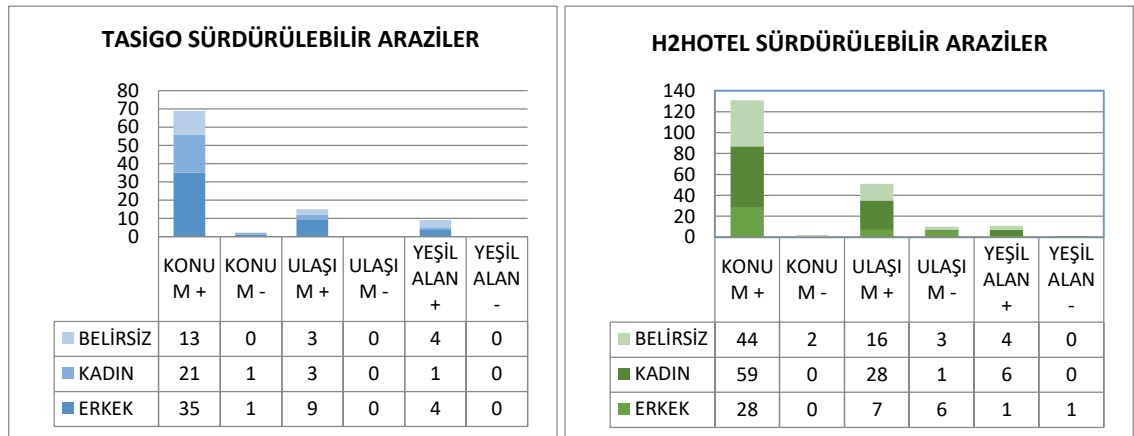 TASİGO SÜRDÜRÜLEBİLİR ARAZİLER
80
70
60
50
40
30
20
10
0
KONU M + KONU M - ULAŞI M + ULAŞI M - YEŞİL ALAN + YEŞİL ALAN -
BELİRSİZ 13 0 3 0 4 0
KADIN 21 1 3 0 1 0
ERKEK 35 1 9 0 4 0
H2HOTEL SÜRDÜRÜLEBİLİR ARAZİLER
140
120
100
80
60
40
20
0
KONU M + KONU M - ULAŞI M + ULAŞI M - YEŞİL ALAN + YEŞİL ALAN -
BELİRSİZ 44 2 16 3 4 0
KADIN 59 0 28 1 6 0
ERKEK 28 0 7 6 1 1